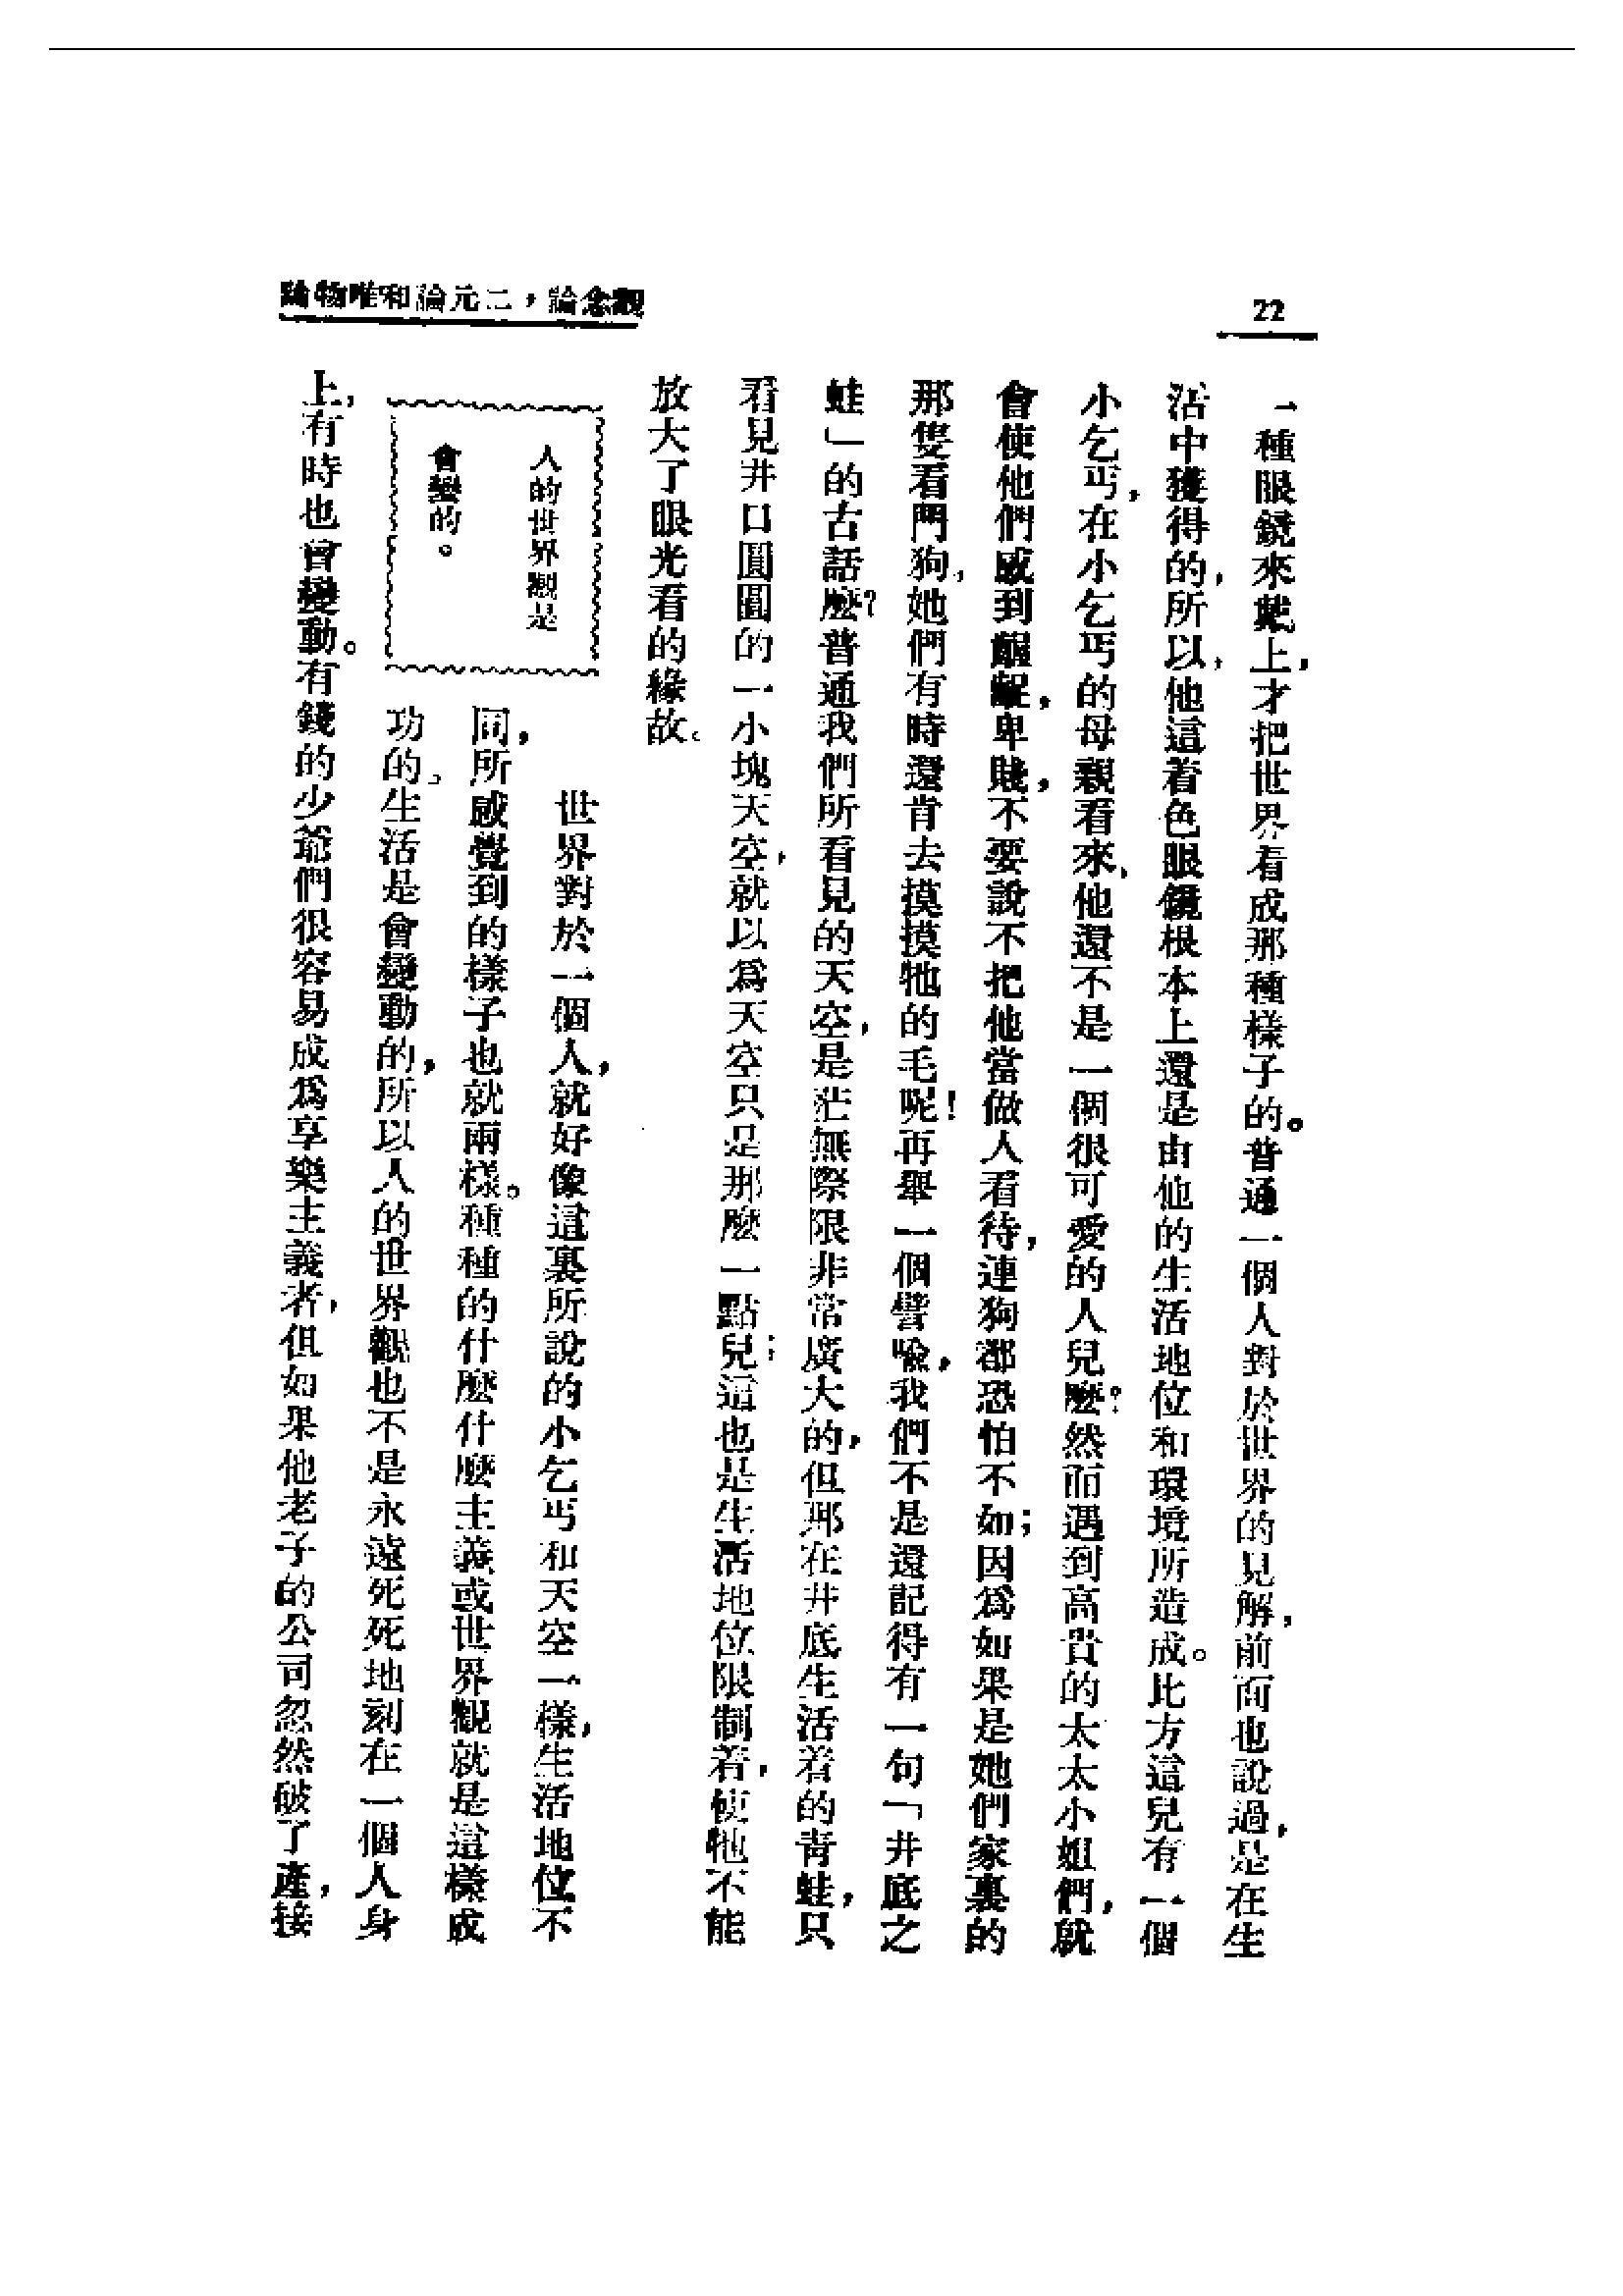 22
觀念論，二元論和唯物論
一種眼鏡來戴上，才把世界看成那種樣子的。普通一個人對於世界的見解，前面也說過，是在生
活中獲得的，所以，他這着色眼鏡根本上還是由他的生活地位和環境所造成。比方這兒有一個
小乞丐，在小乞丐的母親看來，他還不是一個很可愛的人兒麼？然而遇到高貴的太太小姐們，就
會使他們感到齷齪，卑賤，不要說不把他當做人看待，連狗都恐怕不如；因爲如果是她們家裏的
那隻看門狗，她們有時還肯去摸摸牠的毛呢！再舉一個譬喻，我們不是還記得有一句「井底之
蛙」的古話麼？普通我們所看見的天空，是茫無際限非常廣大的，但那在井底生活着的靑蛙，只
看見井口圓圓的一小塊天空，就以爲天空只是那麼一點兒；這也是生活地位限制着，使牠不能
放大了眼光看的緣故。
人的世界觀是
會變的。
世界對於一個人，就好像這裏所說的小乞丐和天空一樣，生活地位不
同，所感覺到的樣子也就兩樣。種種的什麼什麼主義或世界觀就是這樣成
功的。生活是會變動的，所以人的世界觀也不是永遠死死地刻在一個人身
上，有時也會變動。有錢的少爺們很容易成爲享樂主義者，但如果他老子的公司忽然破了產，接